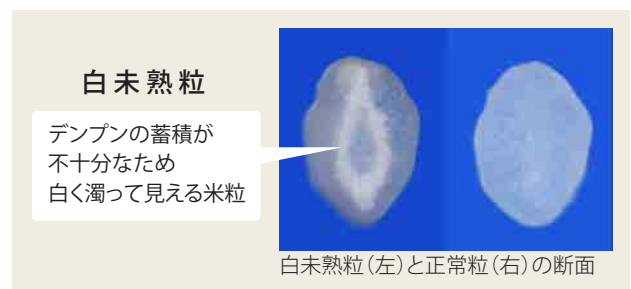 白未熟粒
デンプンの蓄積が
不十分なため
白く濁って見える米粒
白未熟粒(左)と正常粒(右)の断面